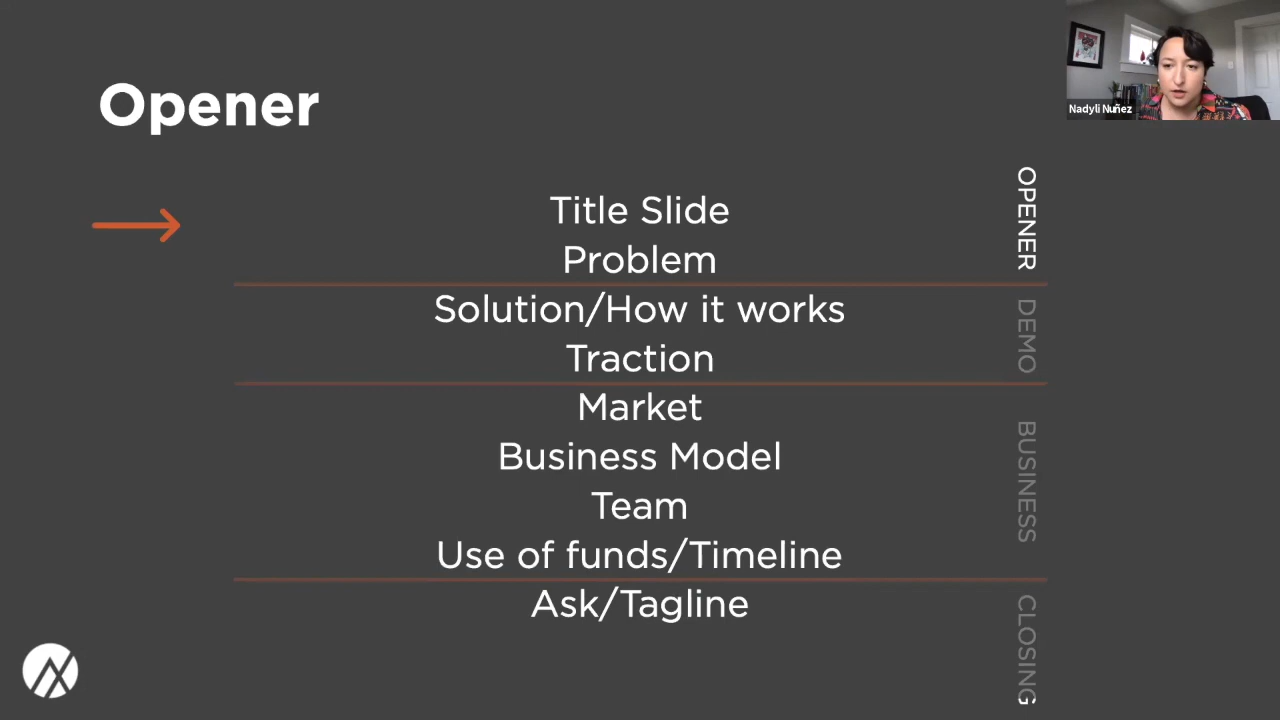 Opener
Nadyli Nuñez
Title Slide
Problem
Solution/How it works
Traction
Market
Business Model
Team
Use of funds/Timeline
Ask/Tagline
OPENER
DEMO
BUSINESS
CLOSING